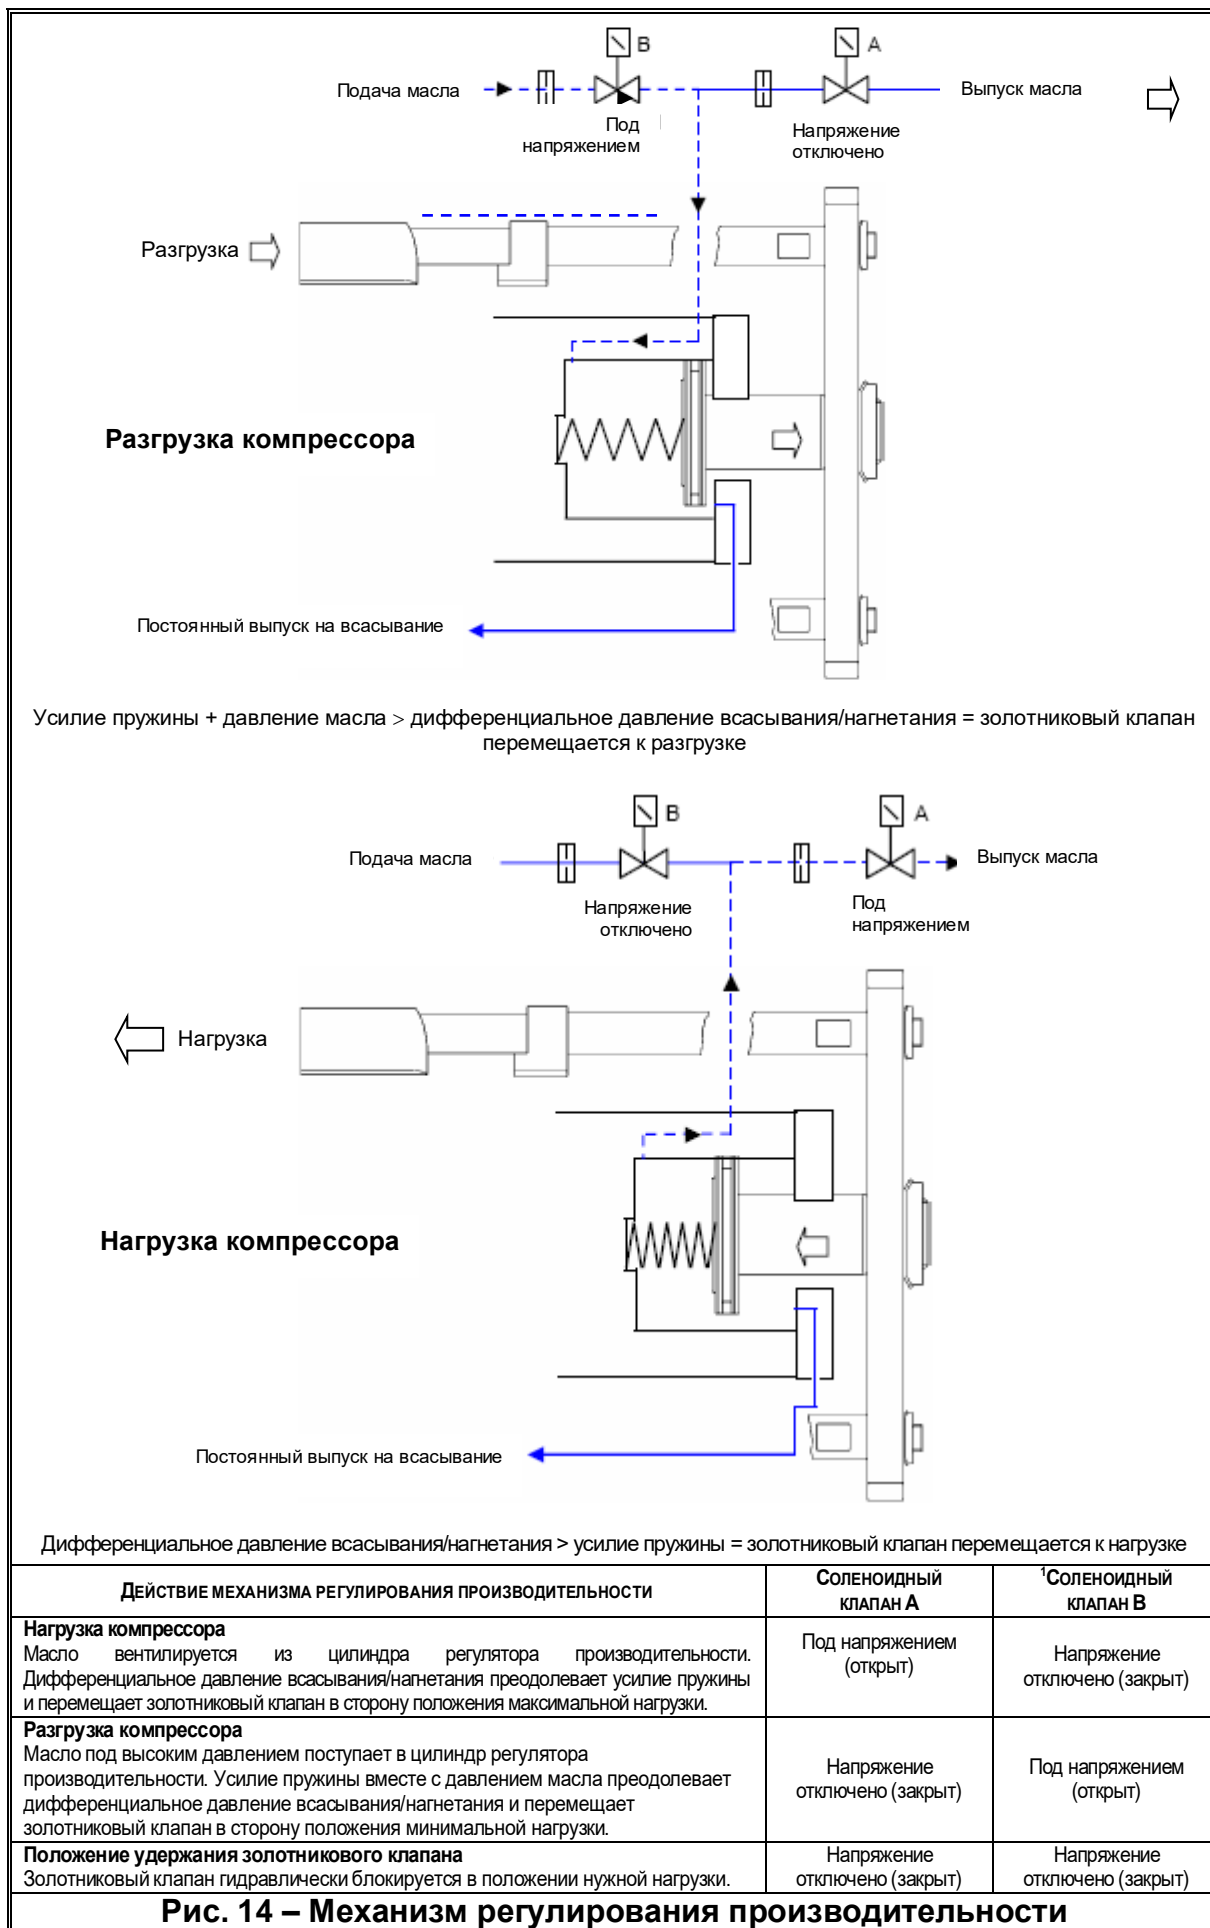 B
A
Подача масла
Выпуск масла
Под
напряжением
Напряжение
отключено
Разгрузка
Разгрузка компрессора
Постоянный выпуск на всасывание
Усилие пружины + давление масла > дифференциальное давление всасывания/нагнетания = золотниковый клапан
перемещается к разгрузке
B
A
Подача масла
Выпуск масла
Напряжение
отключено
Под
напряжением
Нагрузка
Нагрузка компрессора
Постоянный выпуск на всасывание
Дифференциальное давление всасывания/нагнетания > усилие пружины = золотниковый клапан перемещается к нагрузке
ДЕЙСТВИЕ МЕХАНИЗМА РЕГУЛИРОВАНИЯ ПРОИЗВОДИТЕЛЬНОСТИ
СОЛЕНОИДНЫЙ
КЛАПАН A
¹СОЛЕНОИДНЫЙ
КЛАПАН B
Нагрузка компрессора
Масло вентилируется из цилиндра регулятора производительности.
Дифференциальное давление всасывания/нагнетания преодолевает усилие пружины
и перемещает золотниковый клапан в сторону положения максимальной нагрузки.
Под напряжением
(открыт)
Напряжение
отключено (закрыт)
Разгрузка компрессора
Масло под высоким давлением поступает в цилиндр регулятора
производительности. Усилие пружины вместе с давлением масла преодолевает
дифференциальное давление всасывания/нагнетания и перемещает
золотниковый клапан в сторону положения минимальной нагрузки.
Напряжение
отключено (закрыт)
Под напряжением
(открыт)
Положение удержания золотникового клапана
Золотниковый клапан гидравлически блокируется в положении нужной нагрузки.
Напряжение
отключено (закрыт)
Напряжение
отключено (закрыт)
Рис. 14 – Механизм регулирования производительности